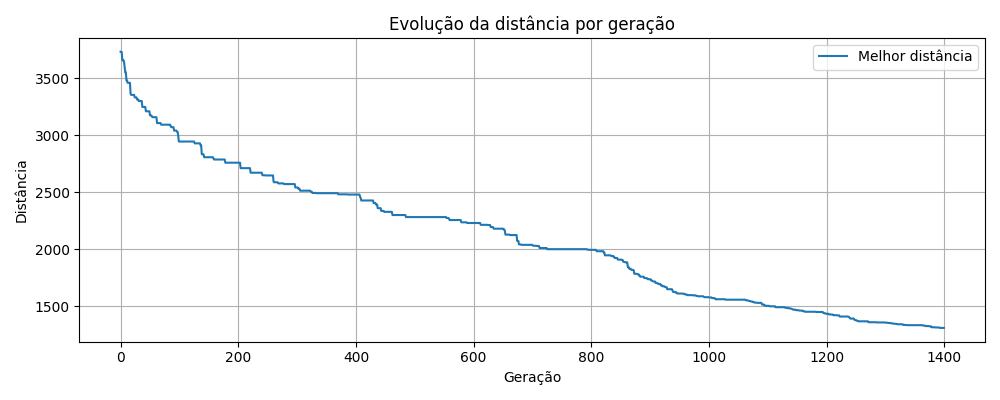 Evolução da distância por geração
Melhor distância
3500
3000
2500
2000
1500
Distância
0 200 400 600 800 1000 1200 1400
Geração